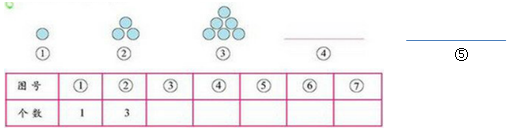 ① ② ③ ④ ⑤
图号 ① ② ③ ④ ⑤ ⑥ ⑦
个数 1 3